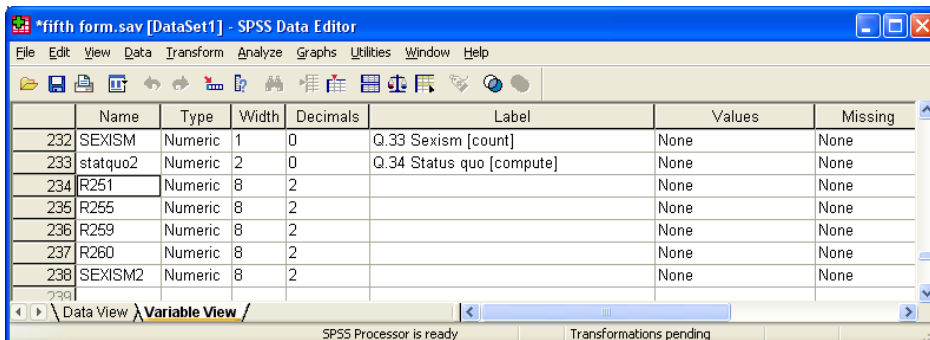 *fifth form.sav [DataSet1] - SPSS Data Editor
File Edit View Data Transform Analyze Graphs Utilities Window Help
Name Type Width Decimals Label Values Missing
232 SEXISM Numeric 1 0 Q.33 Sexism [count] None None
233 statquo2 Numeric 2 0 Q.34 Status quo [compute] None None
234 R251 Numeric 8 2 None None
235 R255 Numeric 8 2 None None
236 R259 Numeric 8 2 None None
237 R260 Numeric 8 2 None None
238 SEXISM2 Numeric 8 2 None None
239
Data View Variable View
SPSS Processor is ready Transformations pending